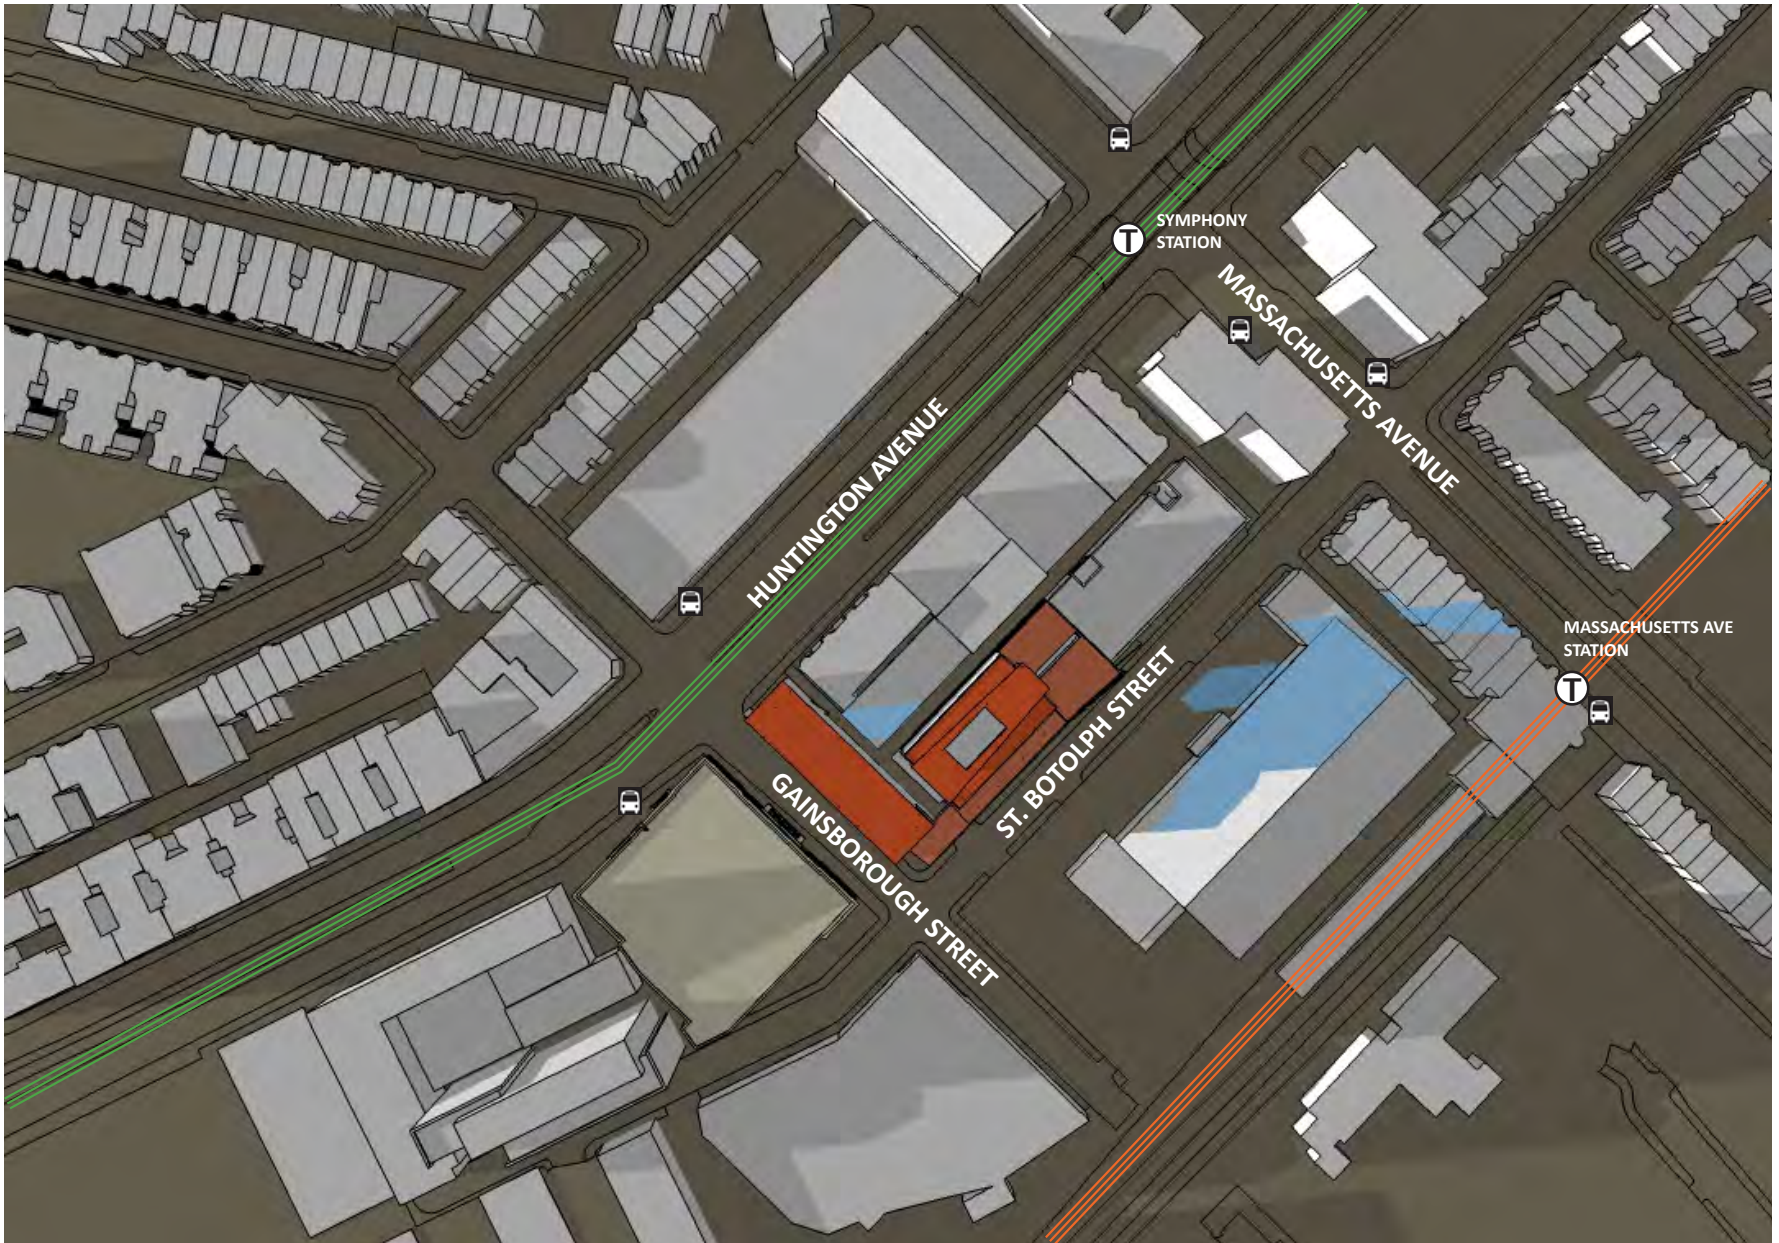 SYMPHONY
STATION
T
MASSACHUSETTS AVENUE
HUNTINGTON AVENUE
MASSACHUSETTS AVE
STATION
T
ST. BOTOLPH STREET
GAINSBOROUGH STREET